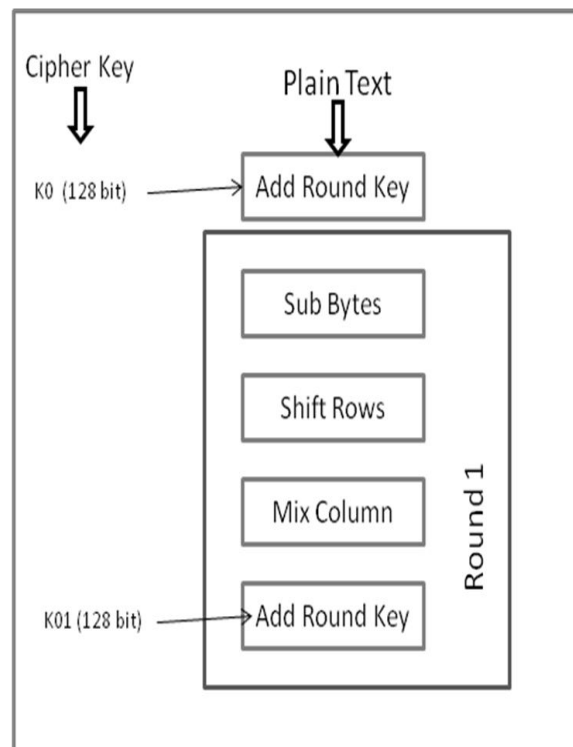 Cipher Key
Plain Text
K0 (128 bit)
Add Round Key
Sub Bytes
Shift Rows
Mix Column
Round 1
K01 (128 bit)
Add Round Key